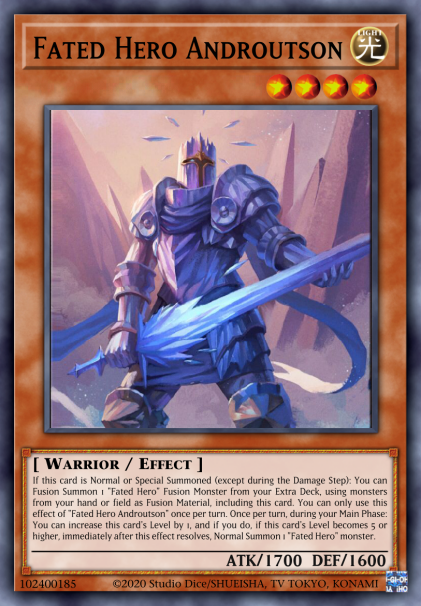 Fated Hero Androutson
LIGHT
光
[ Warrior / Effect ]
If this card is Normal or Special Summoned (except during the Damage Step): You can
Fusion Summon 1 "Fated Hero" Fusion Monster from your Extra Deck, using monsters
from your hand or field as Fusion Material, including this card. You can only use this
effect of "Fated Hero Androutson" once per turn. Once per turn, during your Main Phase:
You can increase this card's Level by 1, and if you do, if this card's Level becomes 5 or
higher, immediately after this effect resolves, Normal Summon 1 "Fated Hero" monster.
ATK/1700 DEF/1600
102400185 ©2020 Studio Dice/SHUEISHA, TV TOKYO, KONAMI